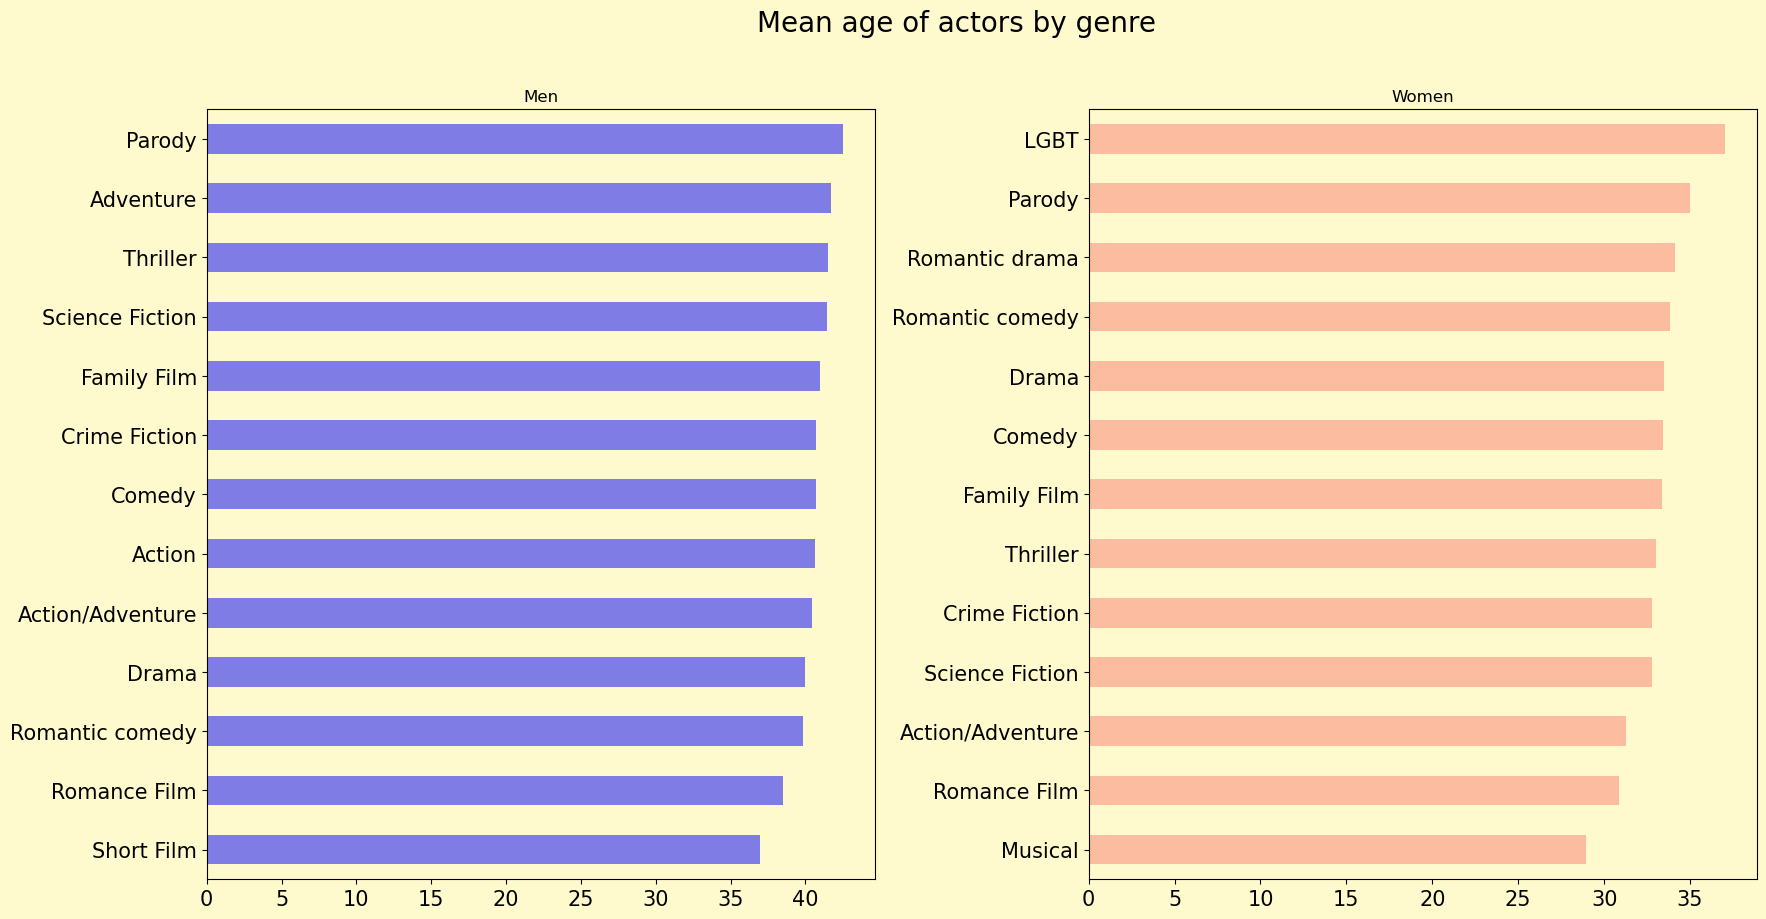 Mean age of actors by genre
Men
Parody
Adventure
Thriller
Science Fiction
Family Film
Crime Fiction
Comedy
Action
Action/Adventure
Drama
Romantic comedy
Romance Film
Short Film
0 5 10 15 20 25 30 35 40
Women
LGBT
Parody
Romantic drama
Romantic comedy
Drama
Comedy
Family Film
Thriller
Crime Fiction
Science Fiction
Action/Adventure
Romance Film
Musical
0 5 10 15 20 25 30 35